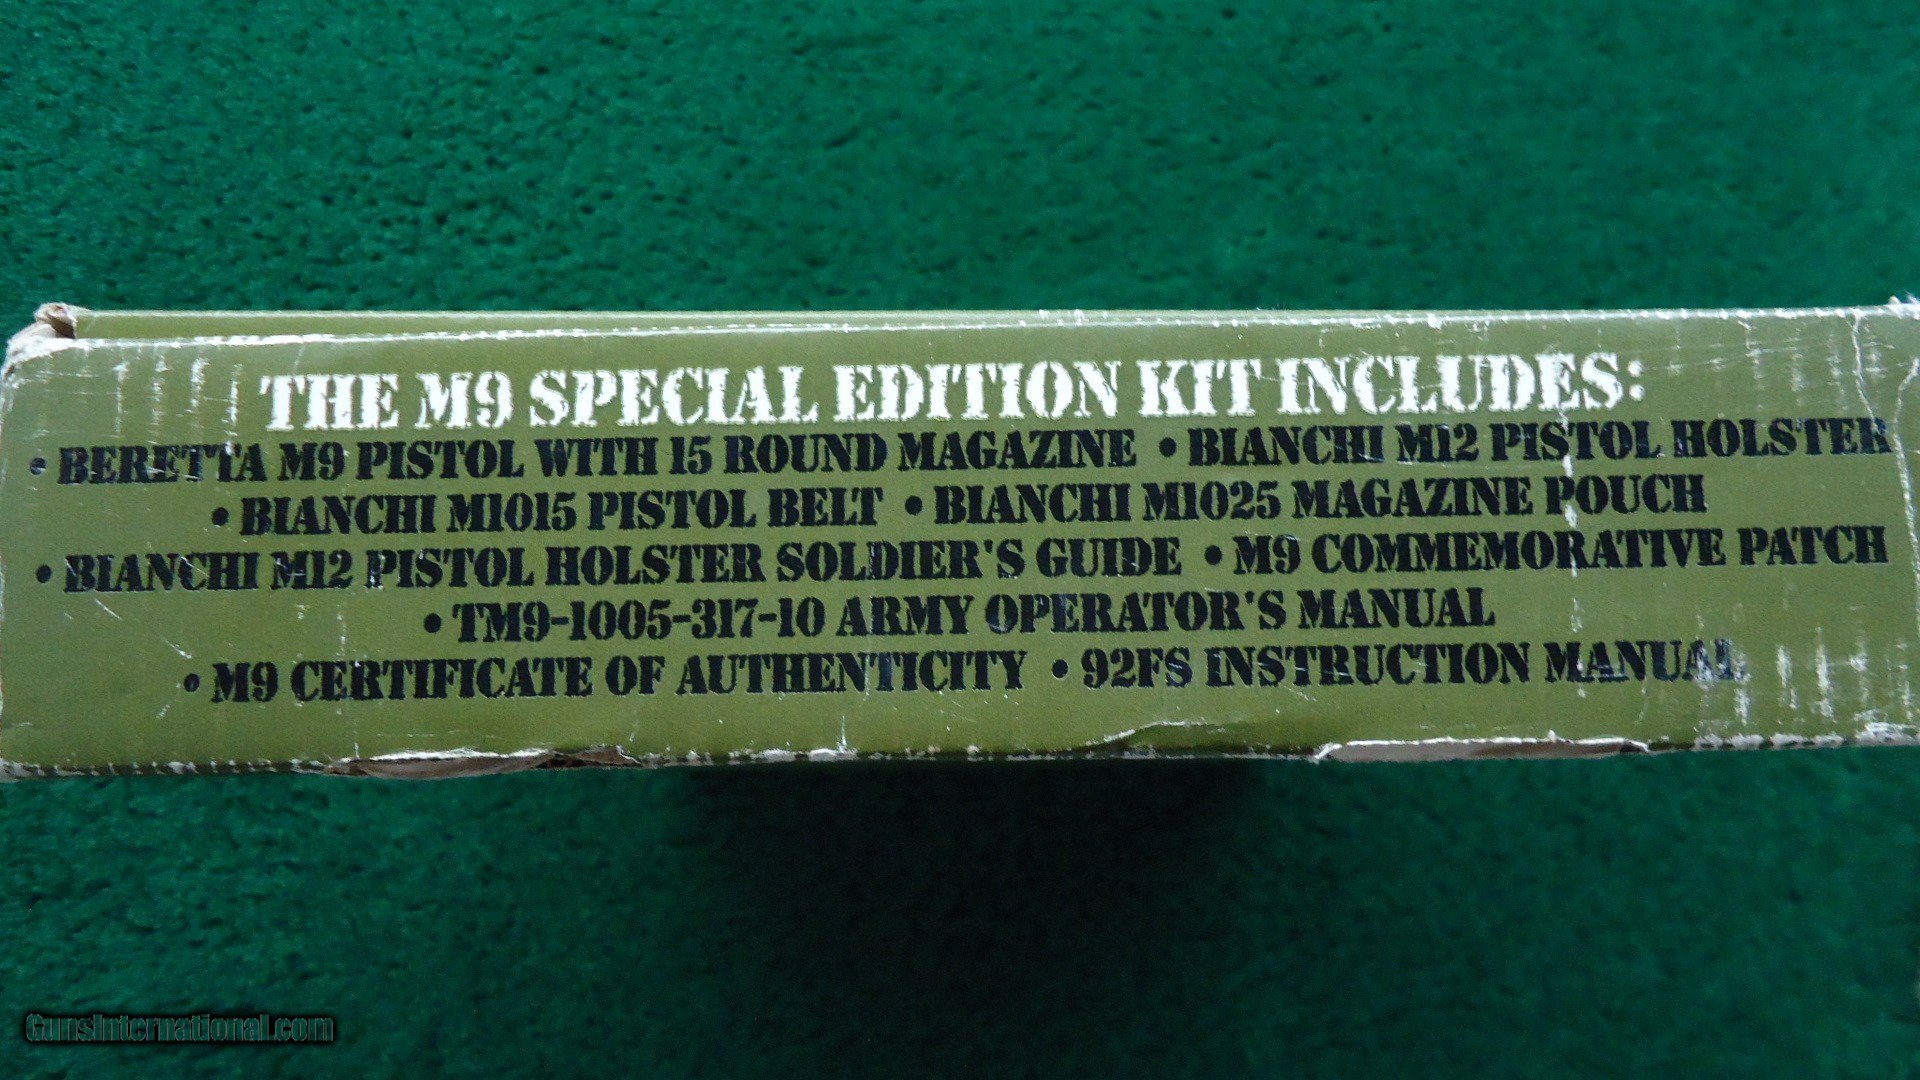 THE M9 SPECIAL EDITION KIT INCLUDES:
• BERETTA M9 PISTOL WITH 15 ROUND MAGAZINE • BIANCHI M12 PISTOL HOLSTER
• BIANCHI M1015 PISTOL BELT • BIANCHI M1025 MAGAZINE POUCH
• BIANCHI M12 PISTOL HOLSTER SOLDIER'S GUIDE • M9 COMMEMORATIVE PATCH
• TM9-1005-317-10 ARMY OPERATOR'S MANUAL
• M9 CERTIFICATE OF AUTHENTICITY • 92FS INSTRUCTION MANUAL
GunsInternational.com